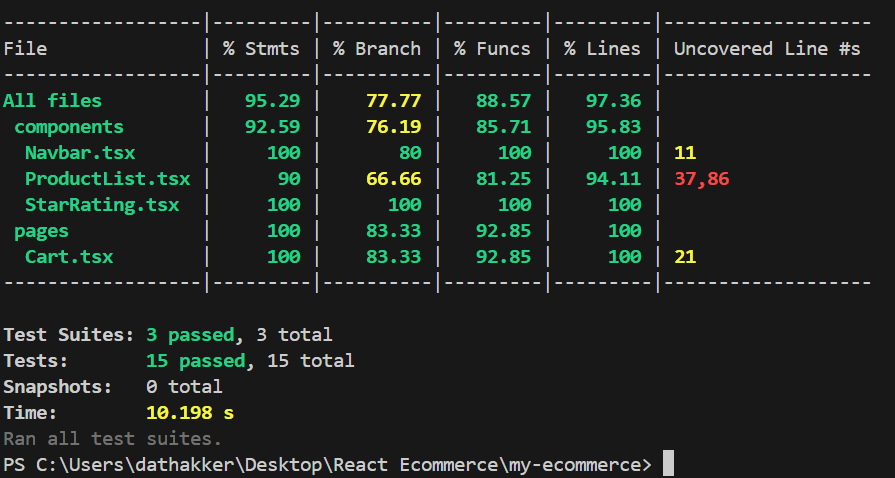 -------------------|---------|----------|---------|---------|-------------------
File               | % Stmts | % Branch | % Funcs | % Lines | Uncovered Line #s
-------------------|---------|----------|---------|---------|-------------------
All files          |   95.29 |    77.77 |   88.57 |   97.36 |
 components        |   92.59 |    76.19 |   85.71 |   95.83 |
  Navbar.tsx       |     100 |       80 |     100 |     100 | 11
  ProductList.tsx  |      90 |    66.66 |   81.25 |   94.11 | 37,86
  StarRating.tsx   |     100 |      100 |     100 |     100 |
 pages             |     100 |    83.33 |   92.85 |     100 |
  Cart.tsx         |     100 |    83.33 |   92.85 |     100 | 21
-------------------|---------|----------|---------|---------|-------------------
Test Suites: 3 passed, 3 total
Tests:       15 passed, 15 total
Snapshots:   0 total
Time:        10.198 s
Ran all test suites.
PS C:\Users\dathakker\Desktop\React Ecommerce\my-ecommerce>